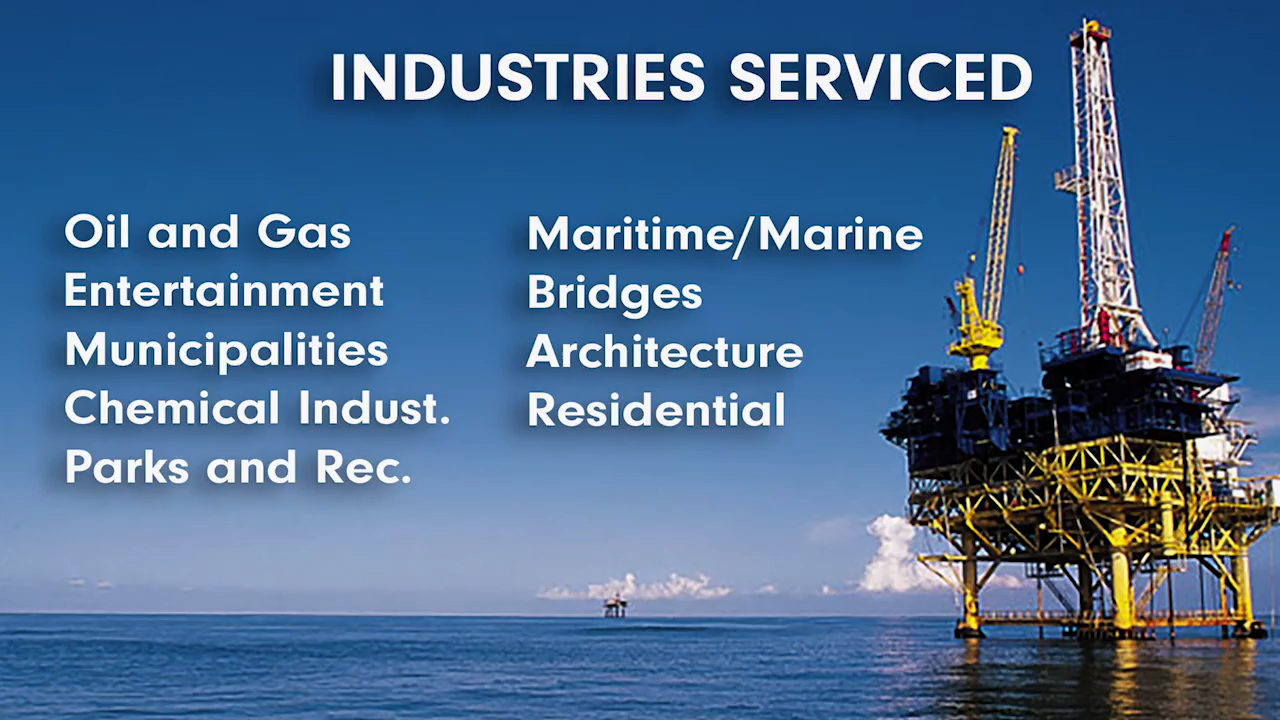 INDUSTRIES SERVICED
Oil and Gas
Entertainment
Municipalities
Chemical Indust.
Parks and Rec.
Maritime/Marine
Bridges
Architecture
Residential